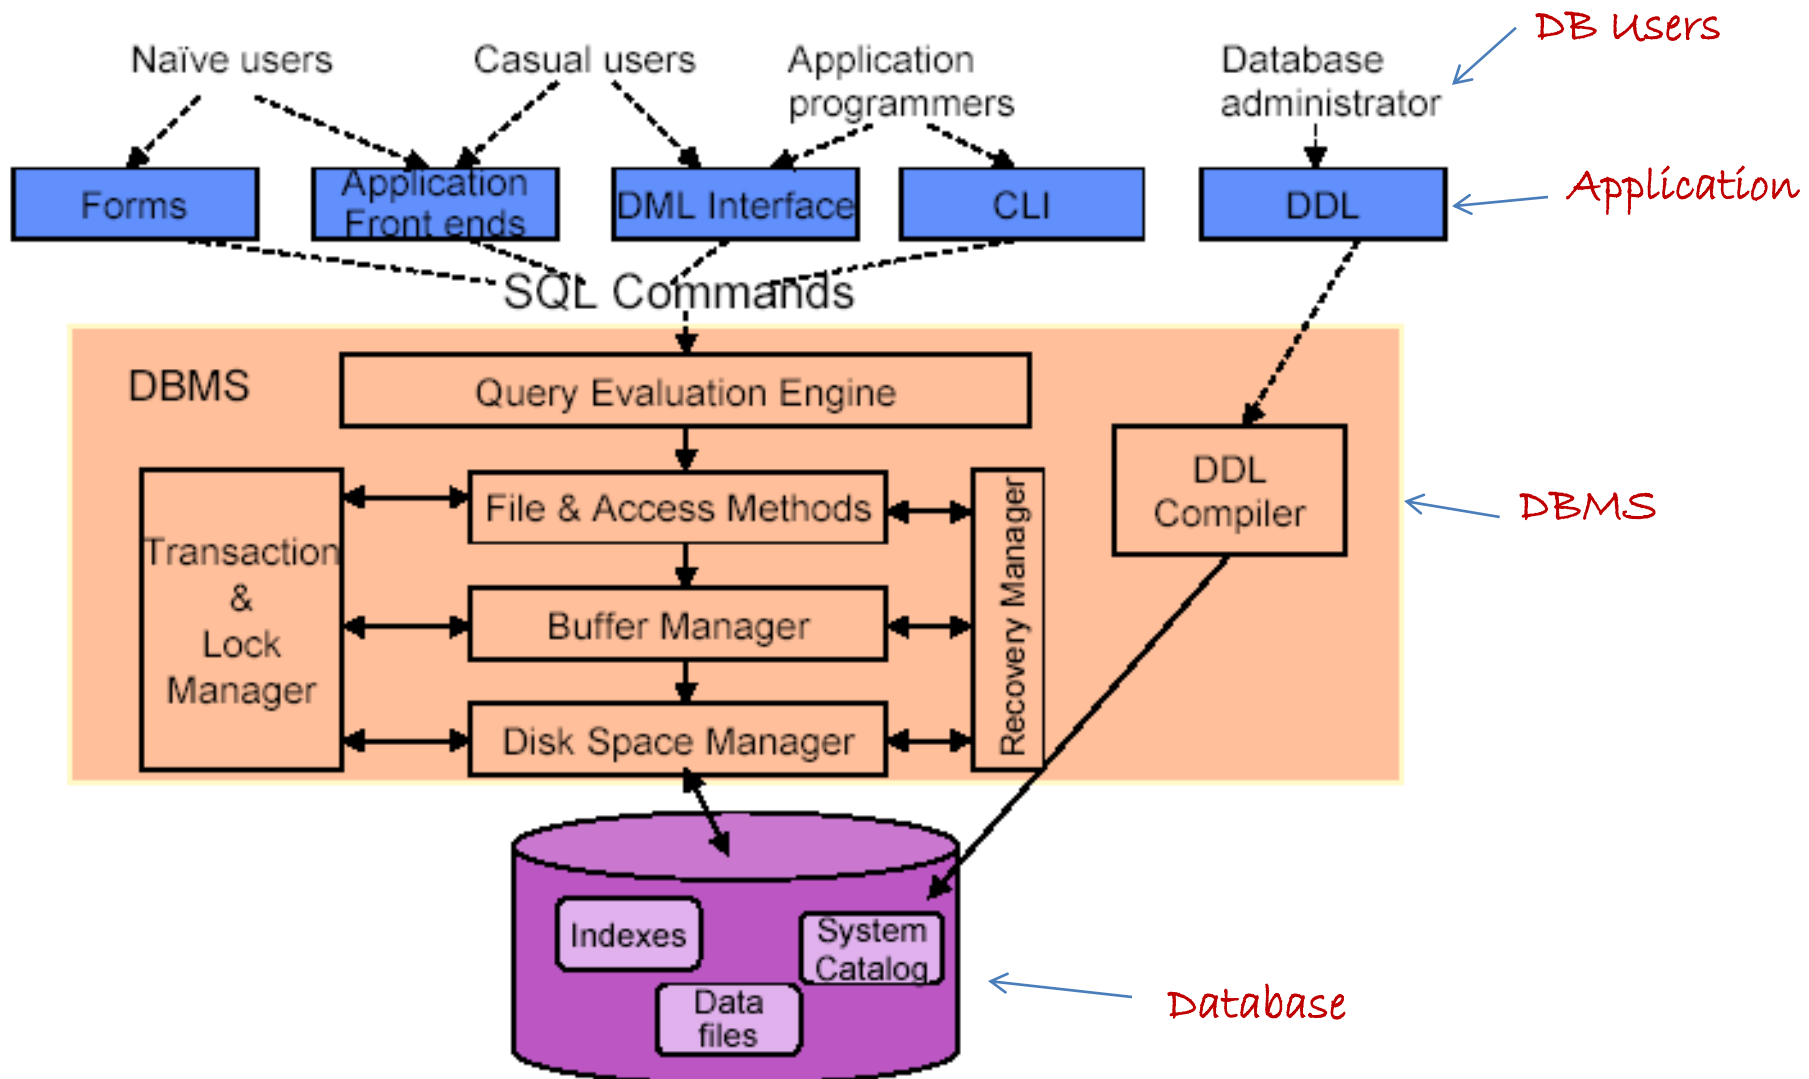 DB Users
Naïve users
Casual users
Application
programmers
Database
administrator
Forms
Application
Front ends
DML Interface
CLI
DDL
Application
SQL Commands
DBMS
Query Evaluation Engine
Transaction
&
Lock
Manager
File & Access Methods
Buffer Manager
Disk Space Manager
Recovery Manager
DDL
Compiler
DBMS
Indexes
System
Catalog
Data
files
Database